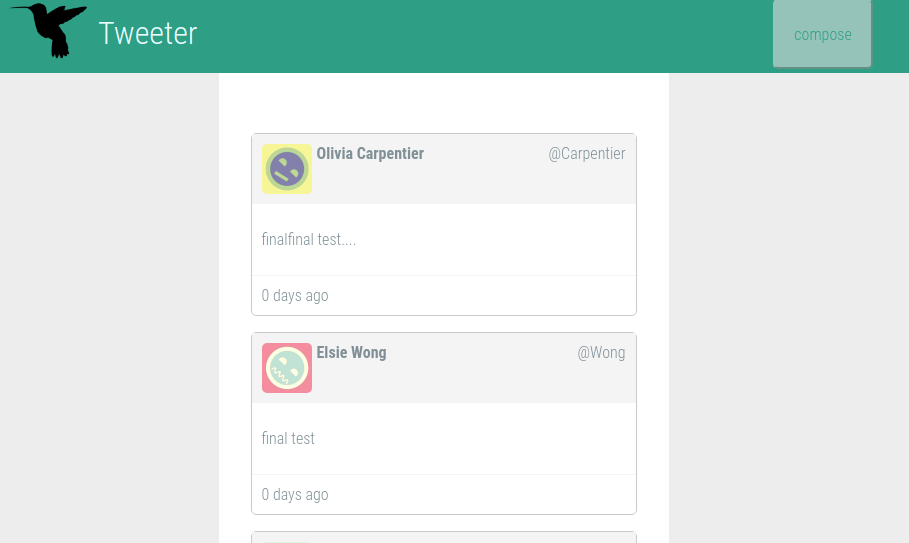 Tweeter
compose
Olivia Carpentier @Carpentier
finalfinal test....
0 days ago
Elsie Wong @Wong
final test
0 days ago